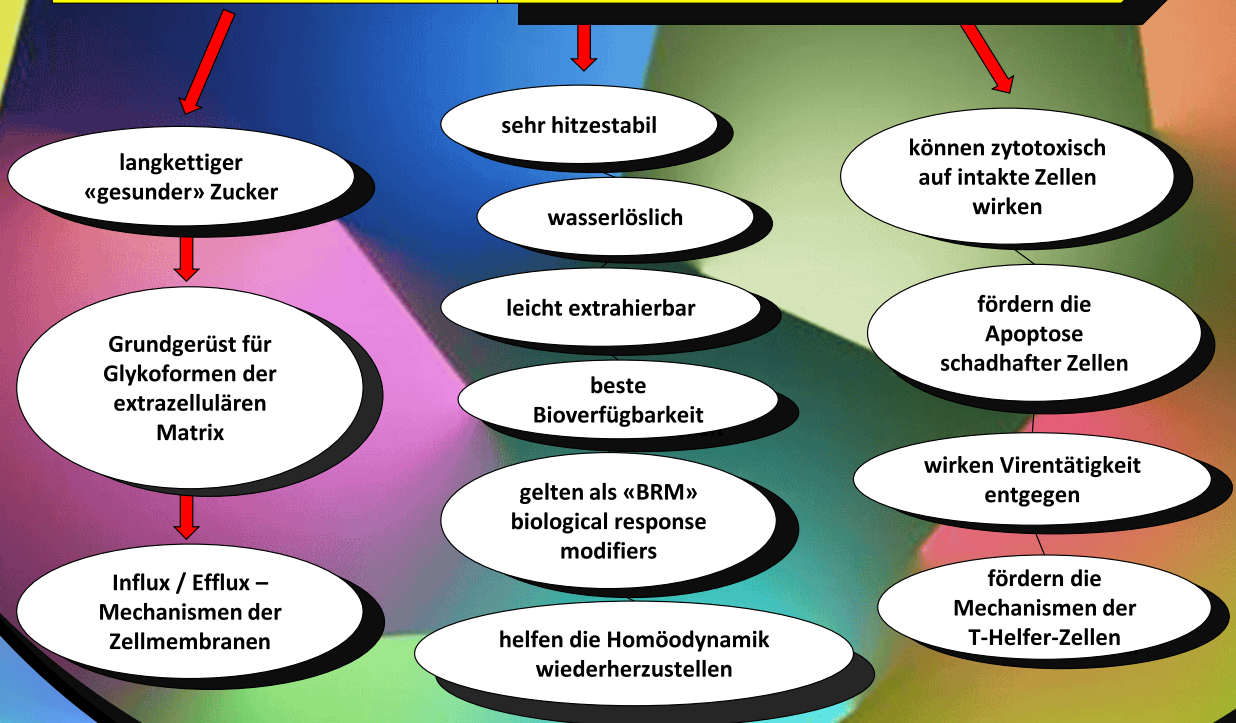 langkettiger
«gesunder» Zucker
Grundgerüst für
Glykoformen der
extrazellulären
Matrix
Influx / Efflux –
Mechanismen der
Zellmembranen
sehr hitzestabil
wasserlöslich
leicht extrahierbar
beste
Bioverfügbarkeit
gelten als «BRM»
biological response
modifiers
helfen die Homöodynamik
wiederherzustellen
können zytotoxisch
auf intakte Zellen
wirken
fördern die
Apoptose
schadhafter Zellen
wirken Virentätigkeit
entgegen
fördern die
Mechanismen der
T-Helfer-Zellen